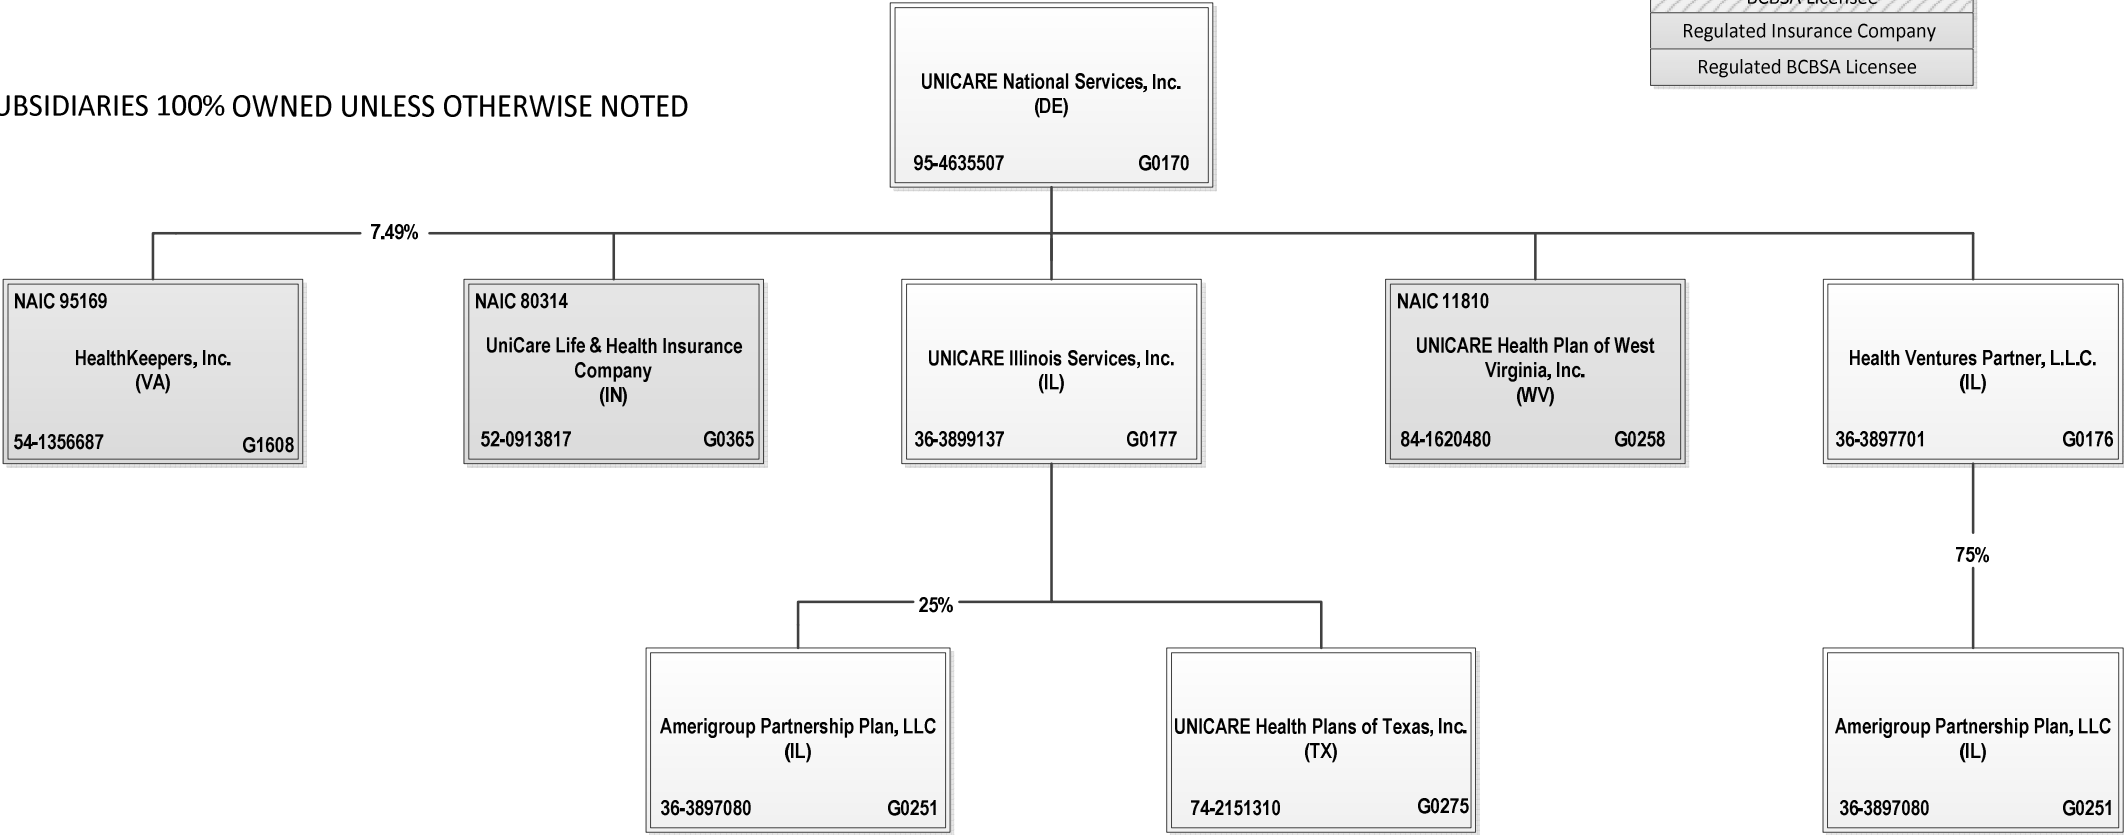 BCBSA Licensee
Regulated Insurance Company
Regulated BCBSA Licensee
UBSIDIARIES 100% OWNED UNLESS OTHERWISE NOTED
UNICARE National Services, Inc.
(DE)
95-4635507 G0170
7.49%
NAIC 95169
HealthKeepers, Inc.
(VA)
54-1356687 G1608
NAIC 80314
UniCare Life & Health Insurance
Company
(IN)
52-0913817 G0365
UNICARE Illinois Services, Inc.
(IL)
36-3899137 G0177
NAIC 11810
UNICARE Health Plan of West
Virginia, Inc.
(WV)
84-1620480 G0258
Health Ventures Partner, L.L.C.
(IL)
36-3897701 G0176
25%
75%
Amerigroup Partnership Plan, LLC
(IL)
36-3897080 G0251
UNICARE Health Plans of Texas, Inc.
(TX)
74-2151310 G0275
Amerigroup Partnership Plan, LLC
(IL)
36-3897080 G0251